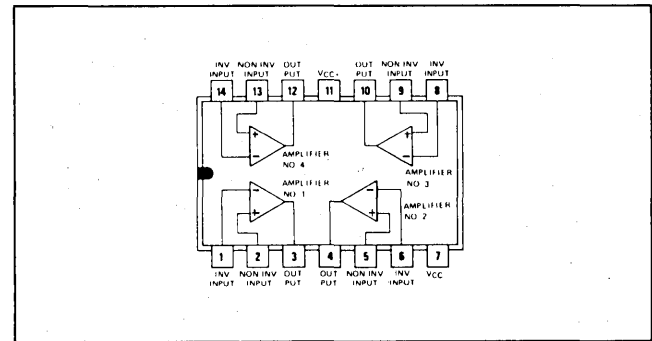 INV NON INV OUT OUT NON INV INV
INPUT INPUT PUT VCC+ PUT INPUT INPUT
14 13 12 11 10 9 8
+ +
− −
AMPLIFIER
NO 4
AMPLIFIER
NO 3
AMPLIFIER
NO 1
AMPLIFIER
NO 2
− −
+ +
1 2 3 4 5 6 7
INV NON INV OUT OUT NON INV INV VCC
INPUT INPUT PUT PUT INPUT INPUT